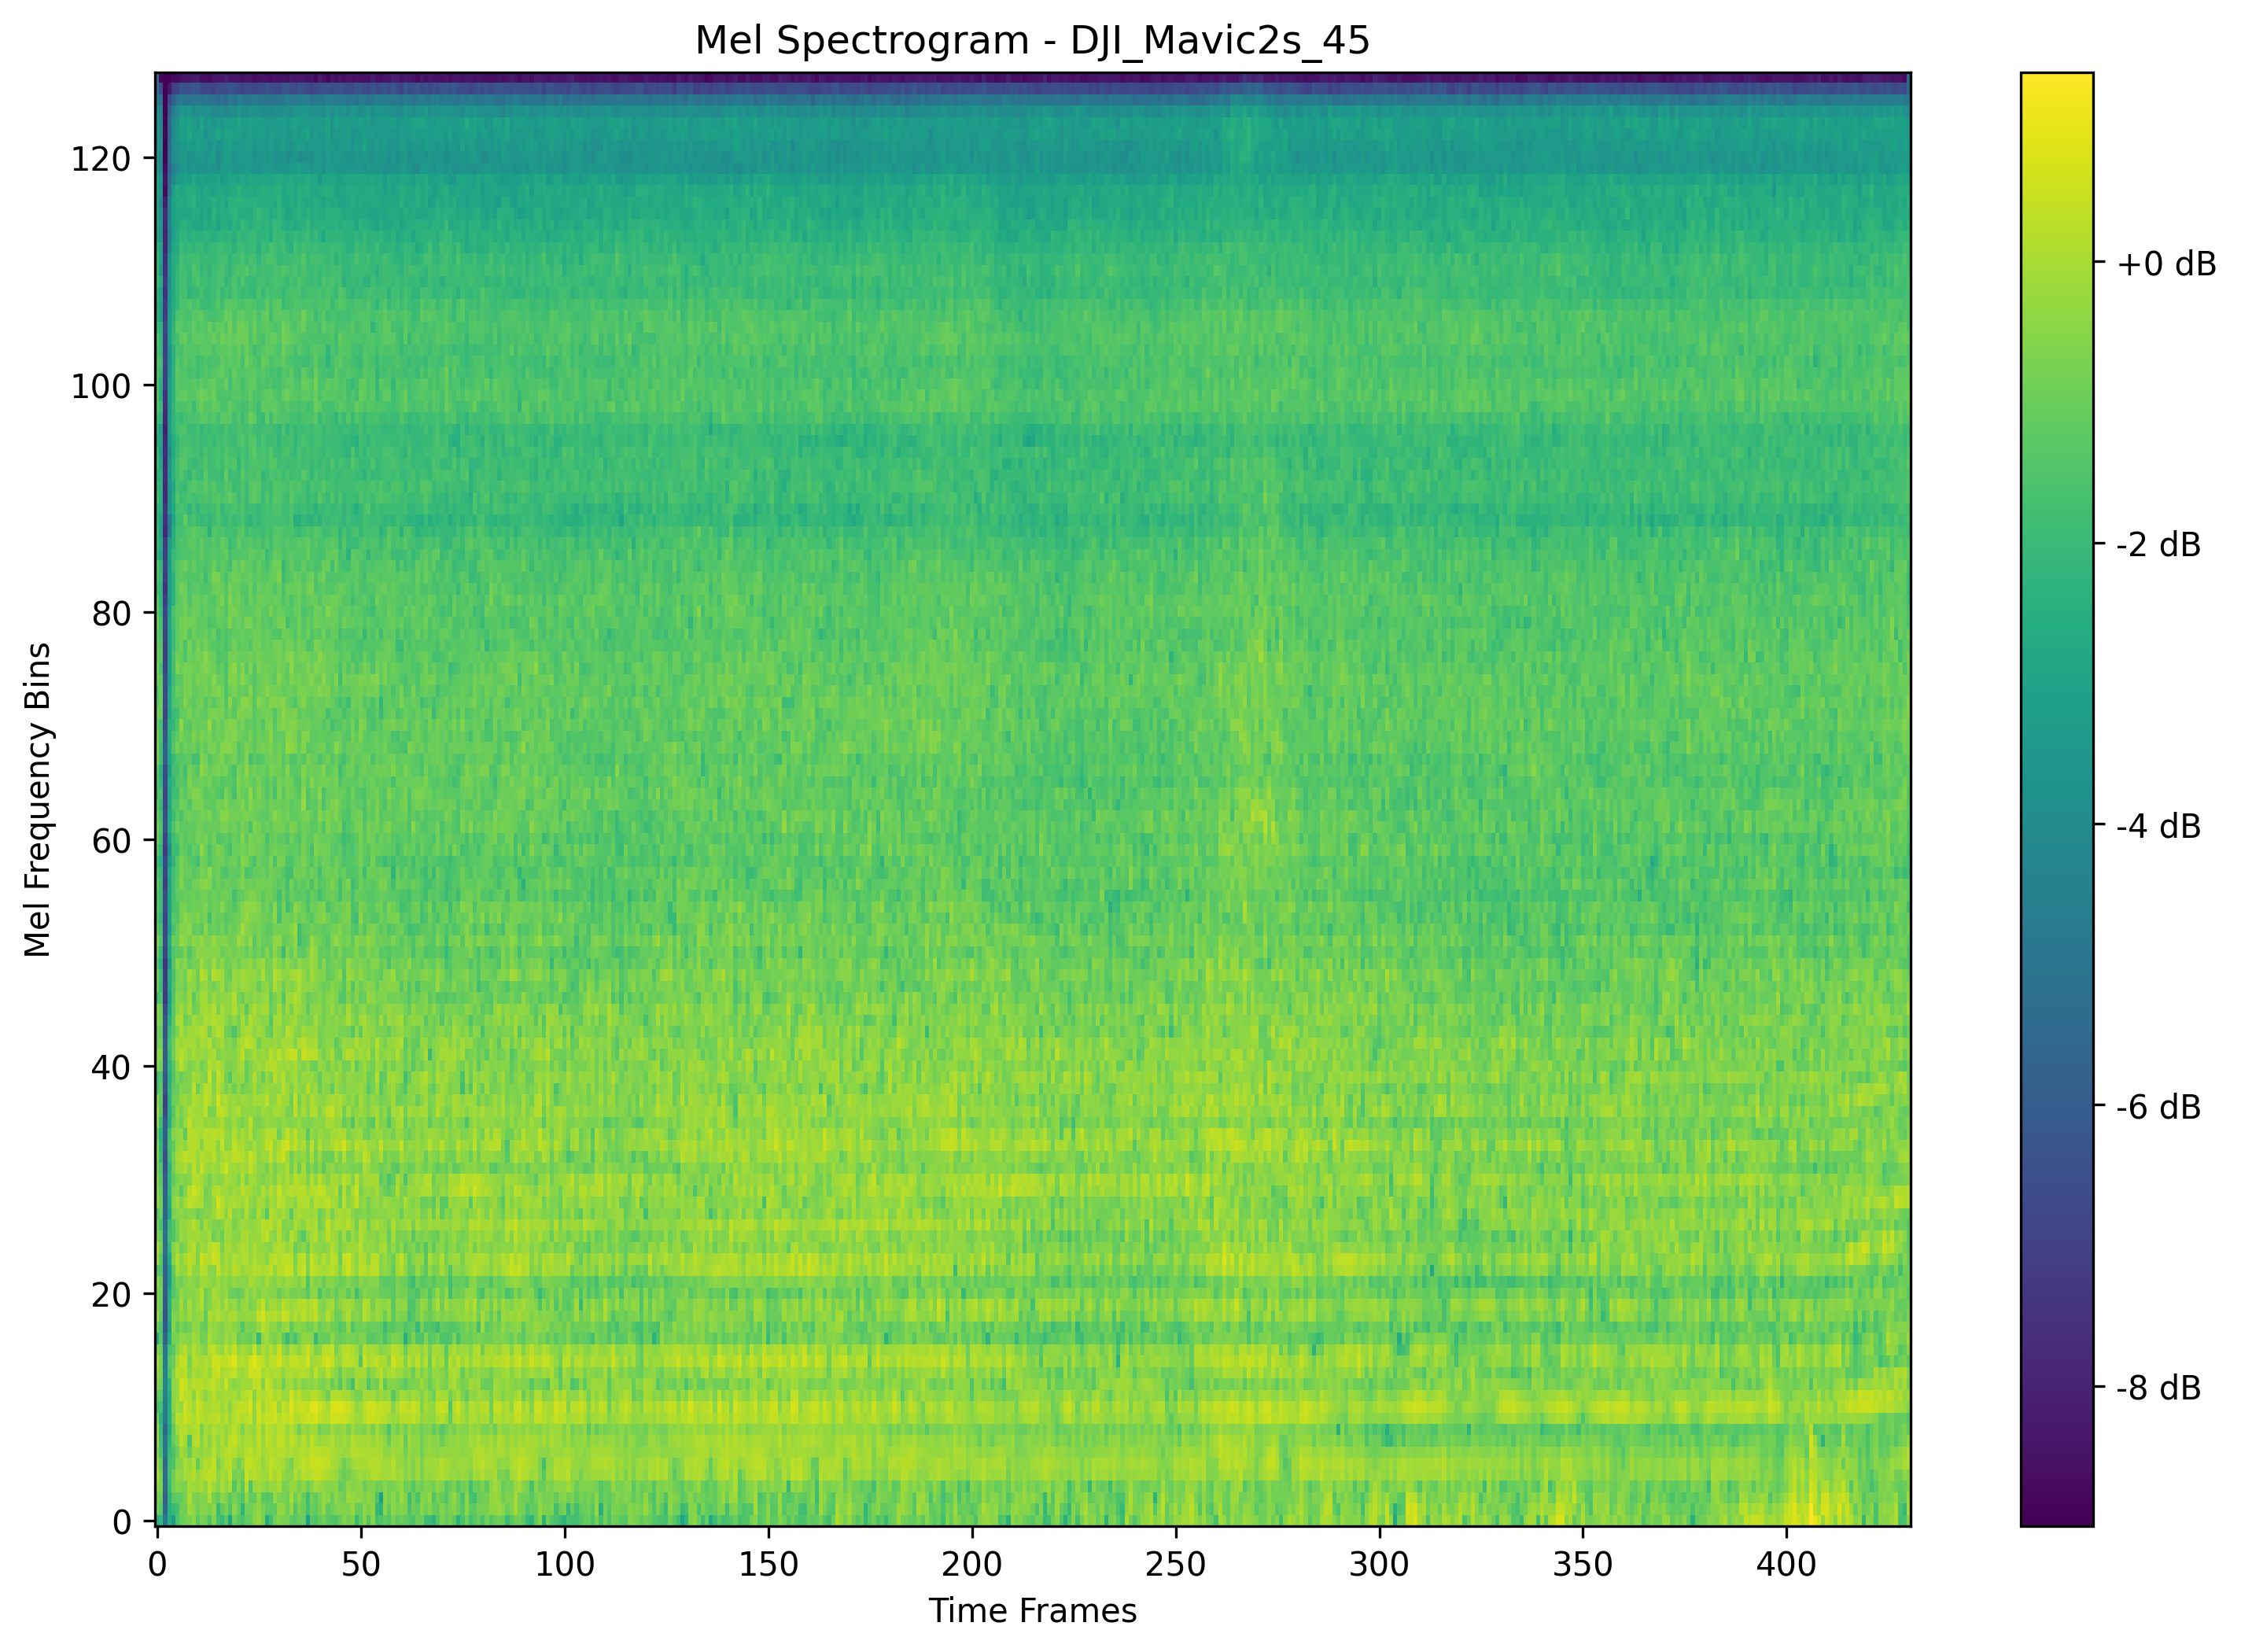 Mel Spectrogram - DJI_Mavic2s_45
120
100
80
60
40
20
0
Mel Frequency Bins
0 50 100 150 200 250 300 350 400
Time Frames
+0 dB
-2 dB
-4 dB
-6 dB
-8 dB